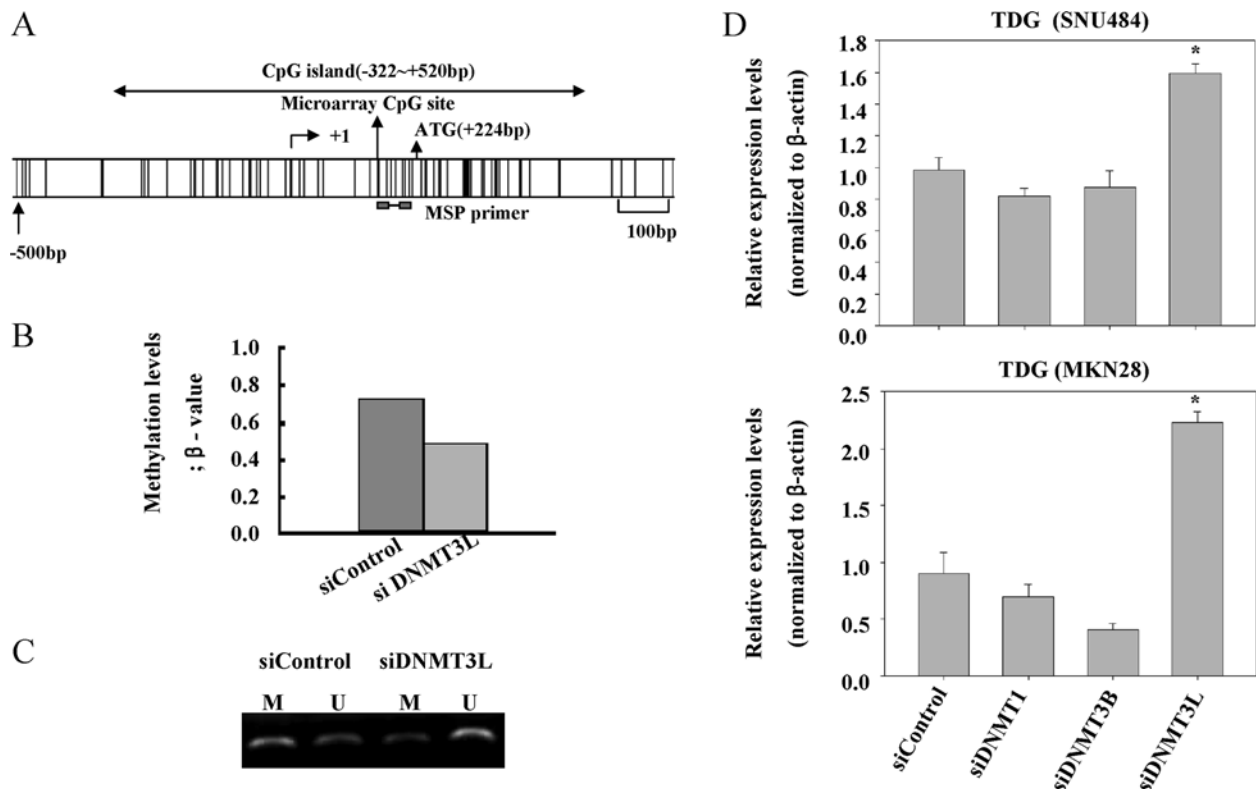 A
CpG island(-322~+520bp)
Microarray CpG site
+1
ATG(+224bp)
MSP primer
-500bp
100bp
B
Methylation levels
; β - value
1.0
0.8
0.6
0.4
0.2
0.0
siControl
si DNMT3L
C
siControl siDNMT3L
M U M U
D
TDG (SNU484)
Relative expression levels
(normalized to β-actin)
1.8
1.6
1.4
1.2
1.0
0.8
0.6
0.4
0.2
0.0
*
TDG (MKN28)
Relative expression levels
(normalized to β-actin)
2.5
2.0
1.5
1.0
0.5
0.0
*
siControl
siDNMT1
siDNMT3B
siDNMT3L